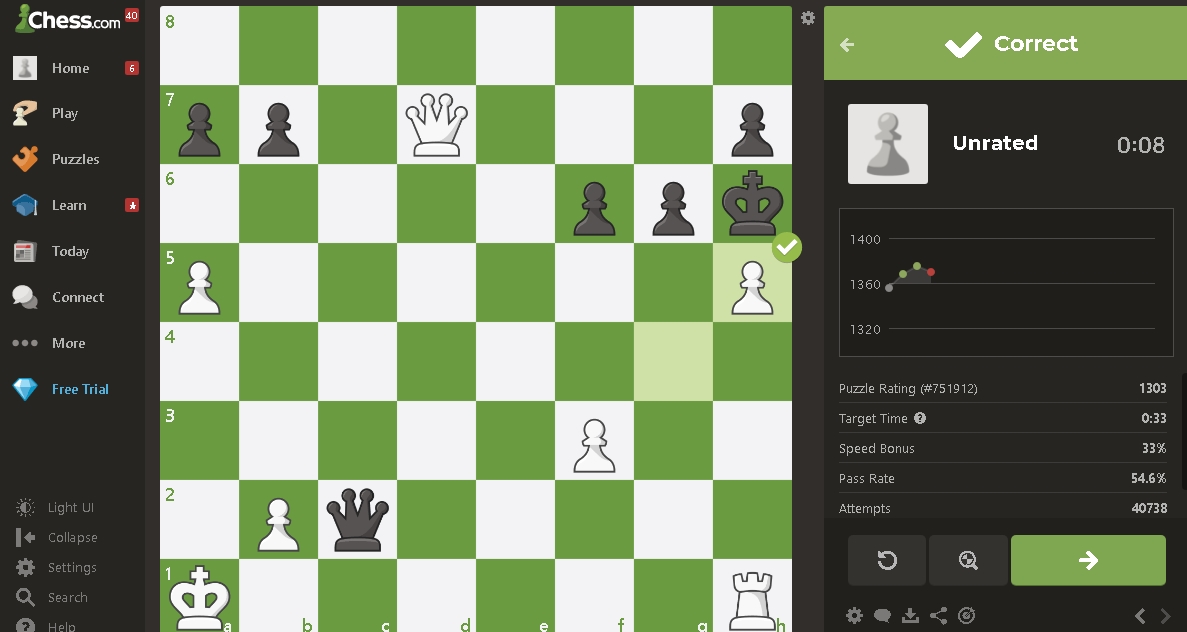 Chess.com 40
Home 6
Play
Puzzles
Learn
Today
Connect
More
Free Trial
Light UI
Collapse
Settings
Search
Help
8
7
6
5
4
3
2
1
a b c d e f g h
Correct
Unrated 0:08
1400
1360
1320
Puzzle Rating (#751912) 1303
Target Time ? 0:33
Speed Bonus 33%
Pass Rate 54.6%
Attempts 40738